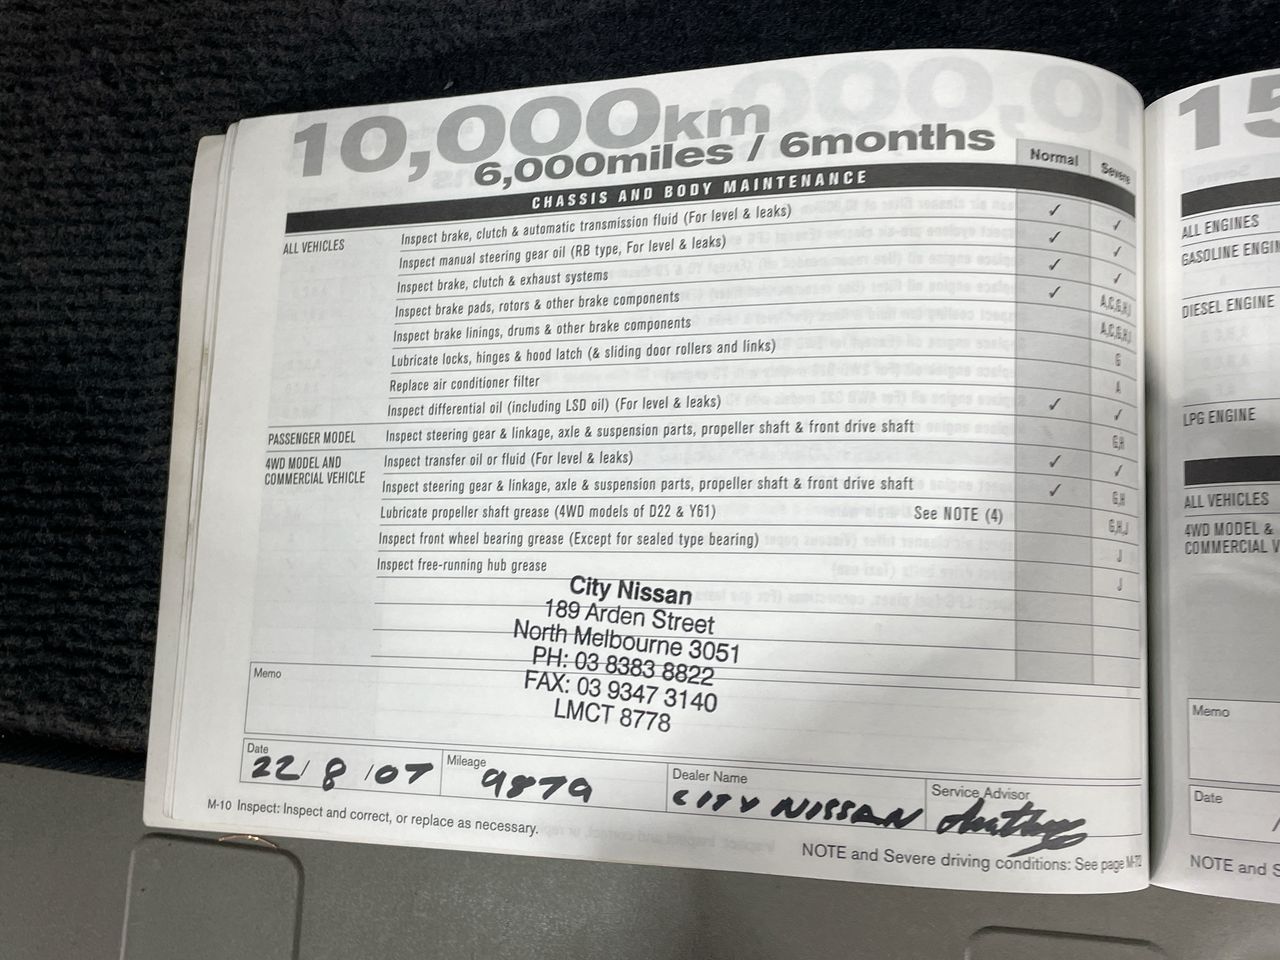 10,000km
6,000miles / 6months
Normal Severe
CHASSIS AND BODY MAINTENANCE
ALL VEHICLES Inspect brake, clutch & automatic transmission fluid (For level & leaks) ✓ ✓
Inspect manual steering gear oil (RB type, For level & leaks) ✓ ✓
Inspect brake, clutch & exhaust systems ✓ ✓
Inspect brake pads, rotors & other brake components ✓ A,C,G,H,I
Inspect brake linings, drums & other brake components A,C,G,H,I
Lubricate locks, hinges & hood latch (& sliding door rollers and links) G
Replace air conditioner filter A
Inspect differential oil (including LSD oil) (For level & leaks) ✓ ✓
PASSENGER MODEL Inspect steering gear & linkage, axle & suspension parts, propeller shaft & front drive shaft G,H
4WD MODEL AND COMMERCIAL VEHICLE Inspect transfer oil or fluid (For level & leaks) ✓ ✓
Inspect steering gear & linkage, axle & suspension parts, propeller shaft & front drive shaft ✓ G,H
Lubricate propeller shaft grease (4WD models of D22 & Y61) See NOTE (4) G,H,J
Inspect front wheel bearing grease (Except for sealed type bearing) J
Inspect free-running hub grease J
City Nissan
189 Arden Street
North Melbourne 3051
PH: 03 8383 8822
FAX: 03 9347 3140
LMCT 8778
Memo
Date 22/8/07 Mileage 9879 Dealer Name CITY NISSAN Service Advisor
M-10 Inspect: Inspect and correct, or replace as necessary.
NOTE and Severe driving conditions: See page M-72
15
ALL ENGINES
GASOLINE ENGIN
DIESEL ENGINE
LPG ENGINE
ALL VEHICLES
4WD MODEL &
COMMERCIAL V
Memo
Date
NOTE and S